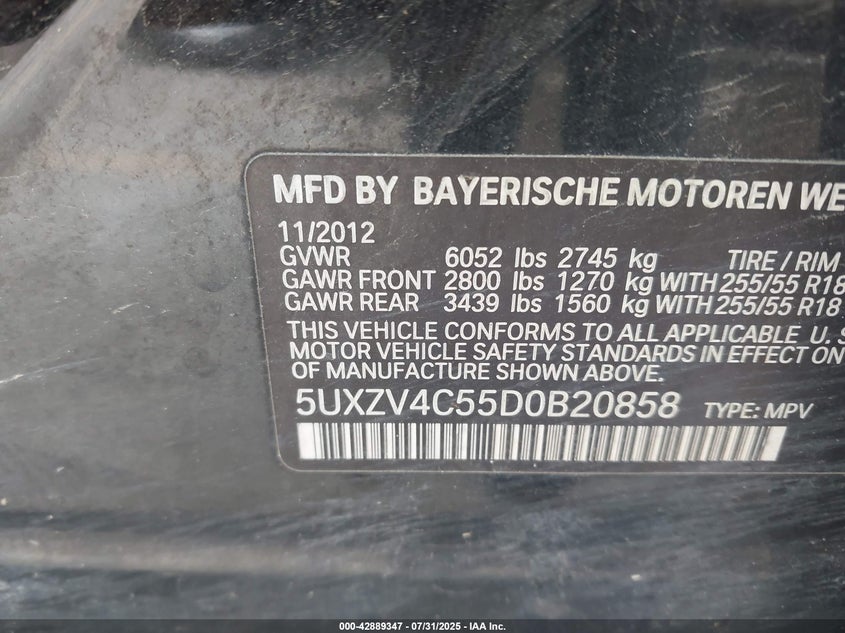 MFD BY BAYERISCHE MOTOREN WE
11/2012
GVWR 6052 lbs 2745 kg TIRE / RIM
GAWR FRONT 2800 lbs 1270 kg WITH 255/55 R18
GAWR REAR 3439 lbs 1560 kg WITH 255/55 R18
THIS VEHICLE CONFORMS TO ALL APPLICABLE U. S
MOTOR VEHICLE SAFETY STANDARDS IN EFFECT ON
OF MANUFACTURE SHOWN ABOVE.
5UXZV4C55D0B20858 TYPE: MPV
000-42889347 - 07/31/2025 - IAA Inc.